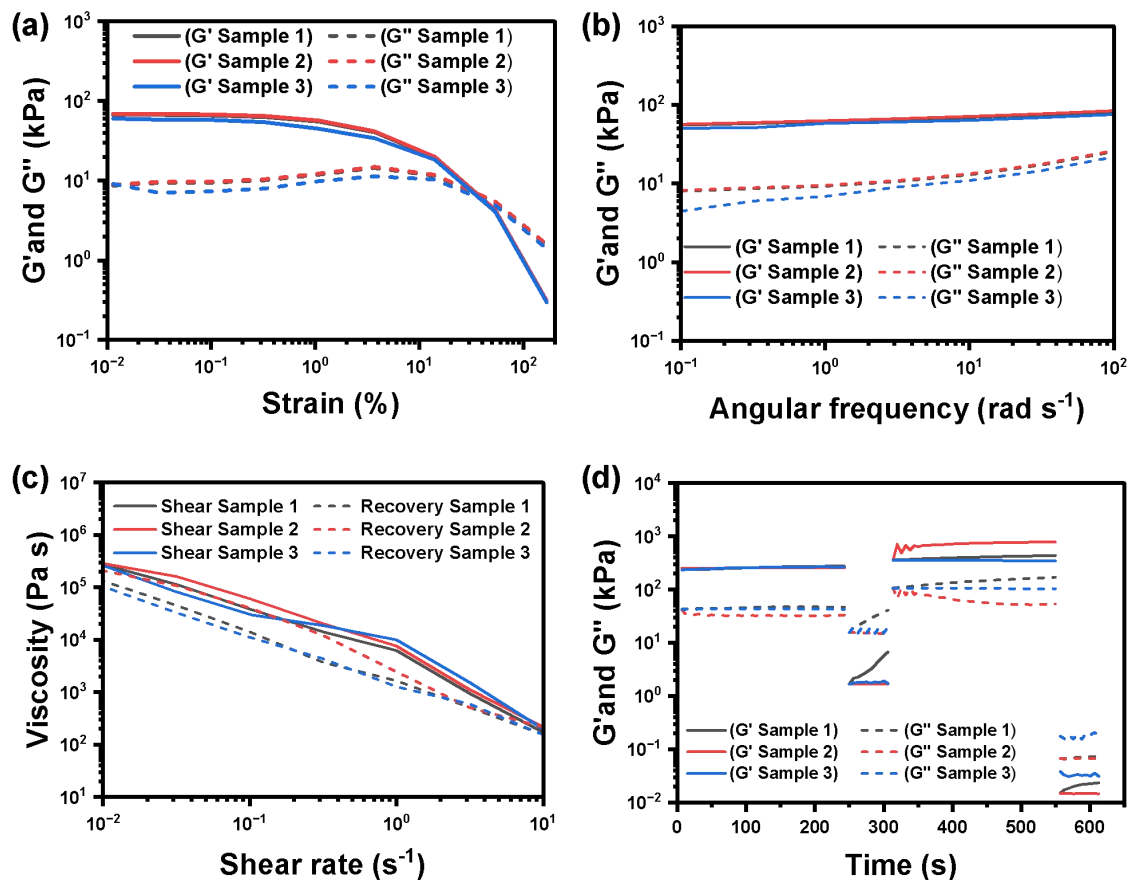 (a)
(G' Sample 1) (G'' Sample 1)
(G' Sample 2) (G'' Sample 2)
(G' Sample 3) (G'' Sample 3)
G'and G'' (kPa)
10³
10²
10¹
10⁰
10⁻¹
10⁻² 10⁻¹ 10⁰ 10¹ 10²
Strain (%)
(b)
G'and G'' (kPa)
10³
10²
10¹
10⁰
10⁻¹
(G' Sample 1) (G'' Sample 1)
(G' Sample 2) (G'' Sample 2)
(G' Sample 3) (G'' Sample 3)
10⁻¹ 10⁰ 10¹ 10²
Angular frequency (rad s⁻¹)
(c)
Shear Sample 1 Recovery Sample 1
Shear Sample 2 Recovery Sample 2
Shear Sample 3 Recovery Sample 3
Viscosity (Pa s)
10⁷
10⁶
10⁵
10⁴
10³
10²
10¹
10⁻² 10⁻¹ 10⁰ 10¹
Shear rate (s⁻¹)
(d)
G'and G'' (kPa)
10⁴
10³
10²
10¹
10⁰
10⁻¹
10⁻²
(G' Sample 1) (G'' Sample 1)
(G' Sample 2) (G'' Sample 2)
(G' Sample 3) (G'' Sample 3)
0 100 200 300 400 500 600
Time (s)